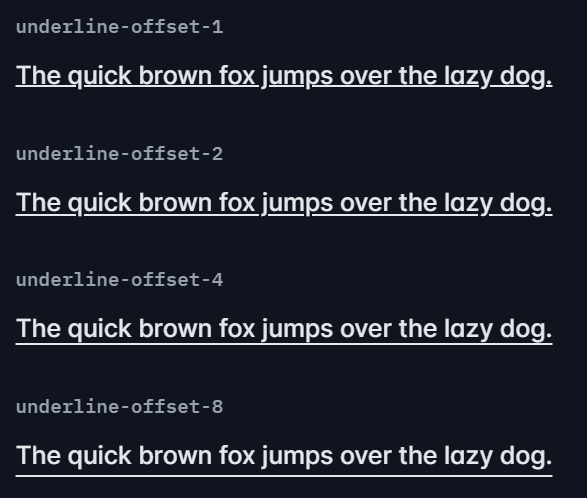 underline-offset-1
The quick brown fox jumps over the lazy dog.
underline-offset-2
The quick brown fox jumps over the lazy dog.
underline-offset-4
The quick brown fox jumps over the lazy dog.
underline-offset-8
The quick brown fox jumps over the lazy dog.